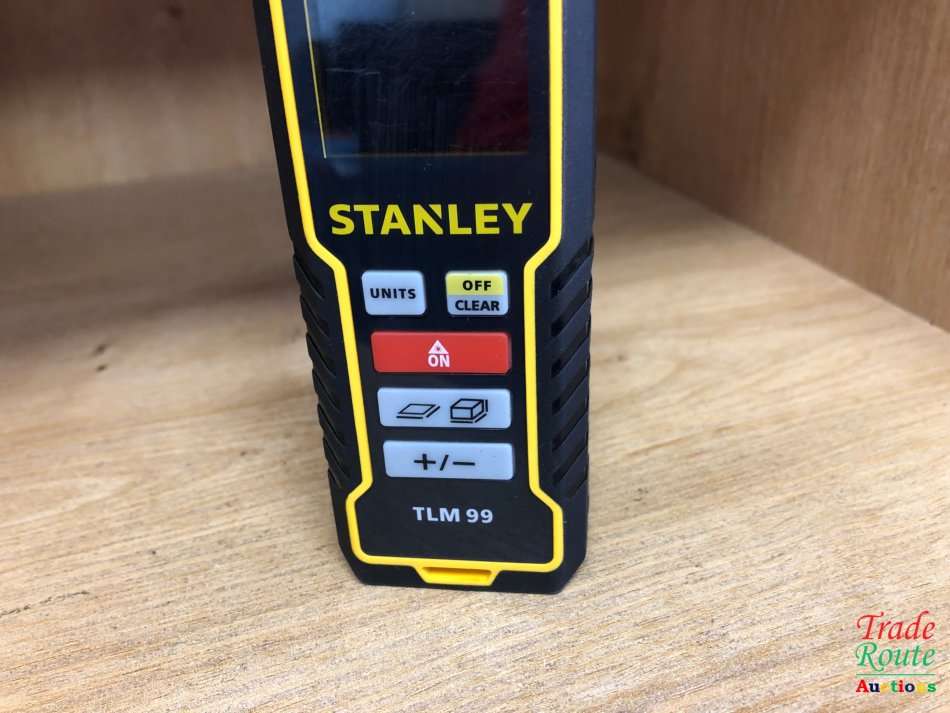 STANLEY
UNITS
OFF
CLEAR
ON
+/−
TLM 99
Trade
Route
Auctions